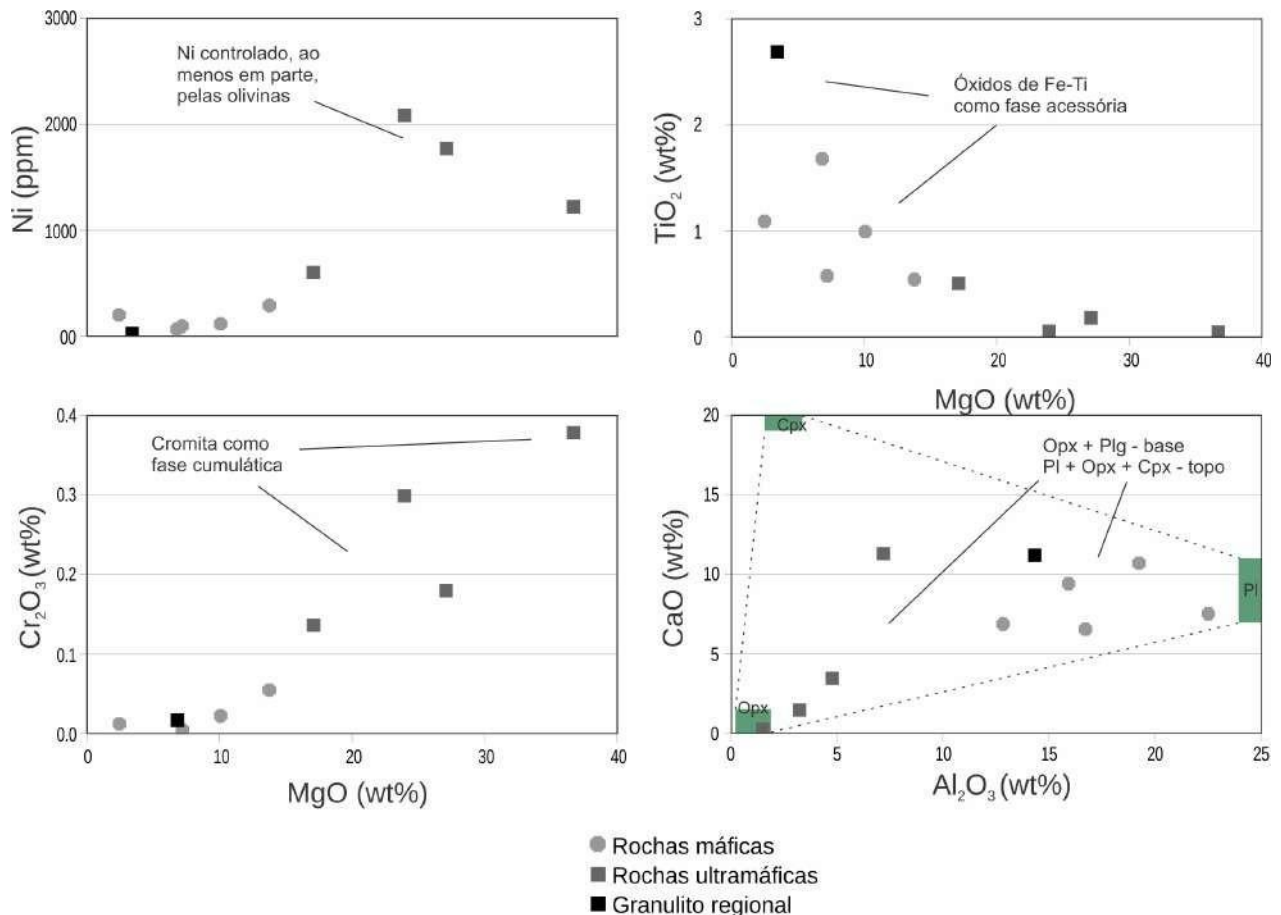 3000
2000
1000
00
Ni (ppm)
Ni controlado, ao
menos em parte,
pelas olivinas
3
2
1
0
TiO₂ (wt%)
Óxidos de Fe-Ti
como fase acessória
0 10 20 30 40
MgO (wt%)
0.4
0.3
0.2
0.1
0.0
Cr₂O₃ (wt%)
Cromita como
fase cumulática
0 10 20 30 40
MgO (wt%)
20
15
10
5
0
CaO (wt%)
Cpx
Opx + Plg - base
Pl + Opx + Cpx - topo
Pl
Opx
0 5 10 15 20 25
Al₂O₃ (wt%)
Rochas máficas
Rochas ultramáficas
Granulito regional